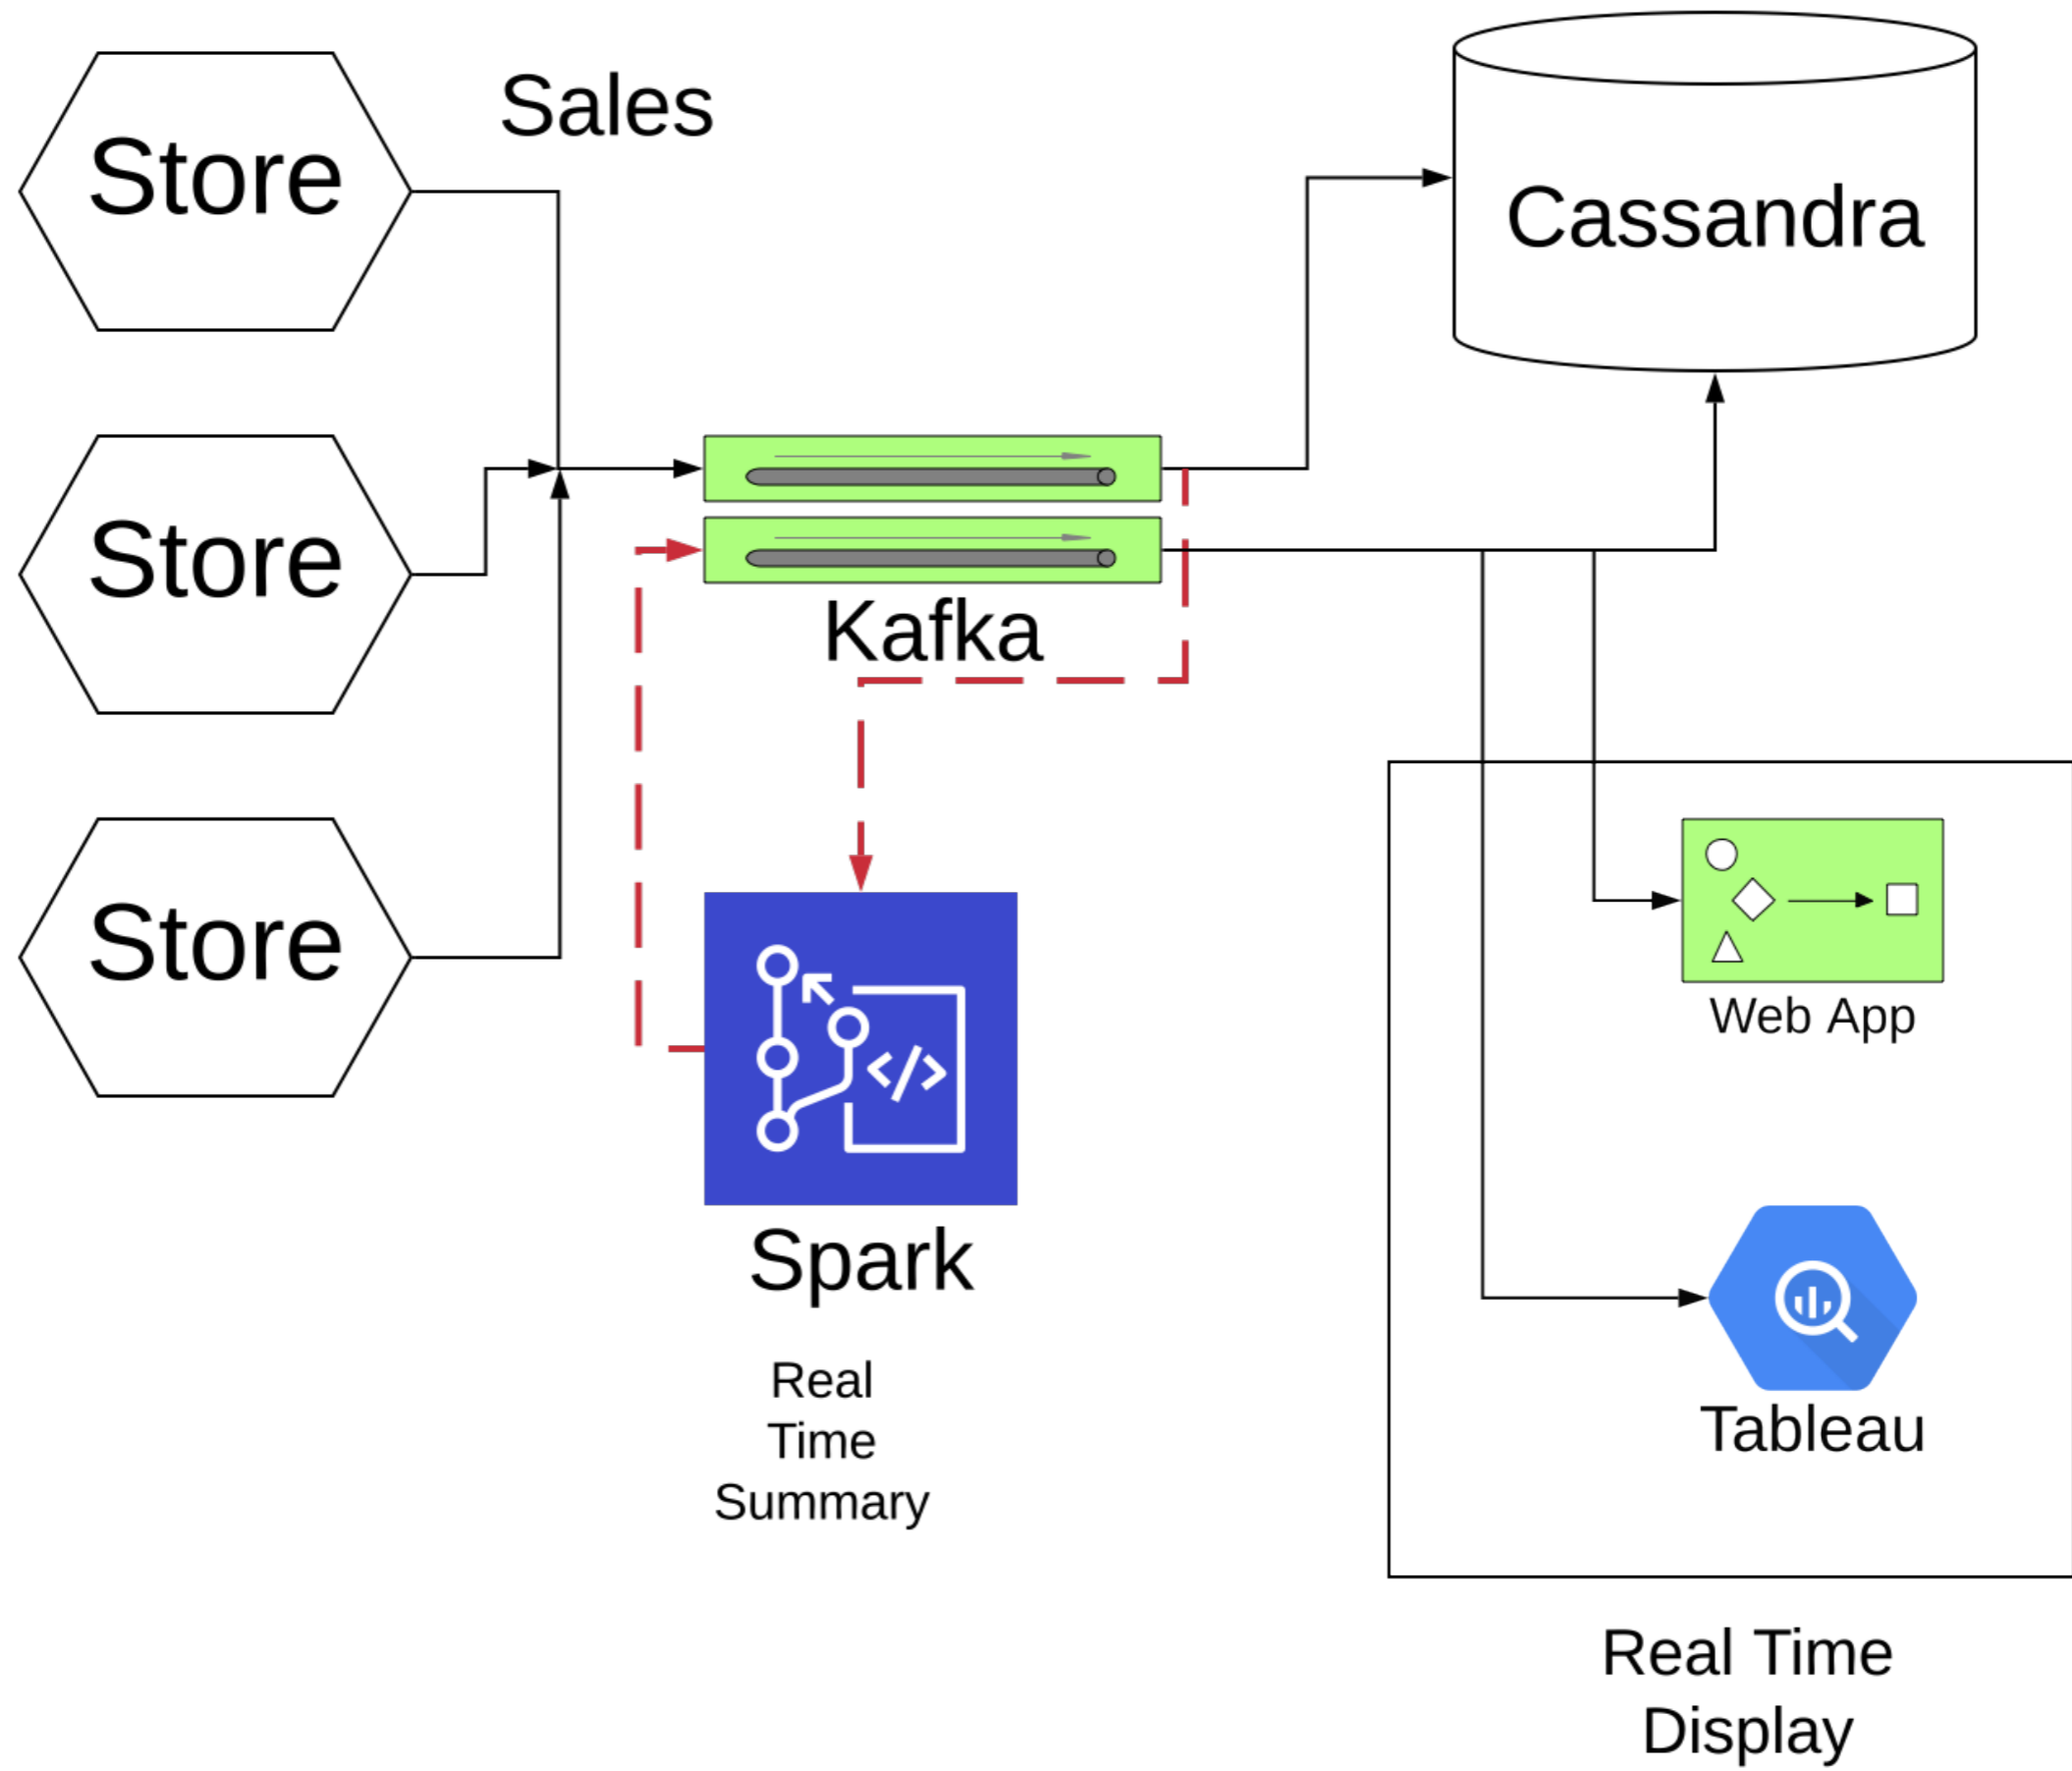 Store
Sales
Cassandra
Store
Kafka
Store
Web App
Spark
Tableau
Real
Time
Summary
Real Time
Display